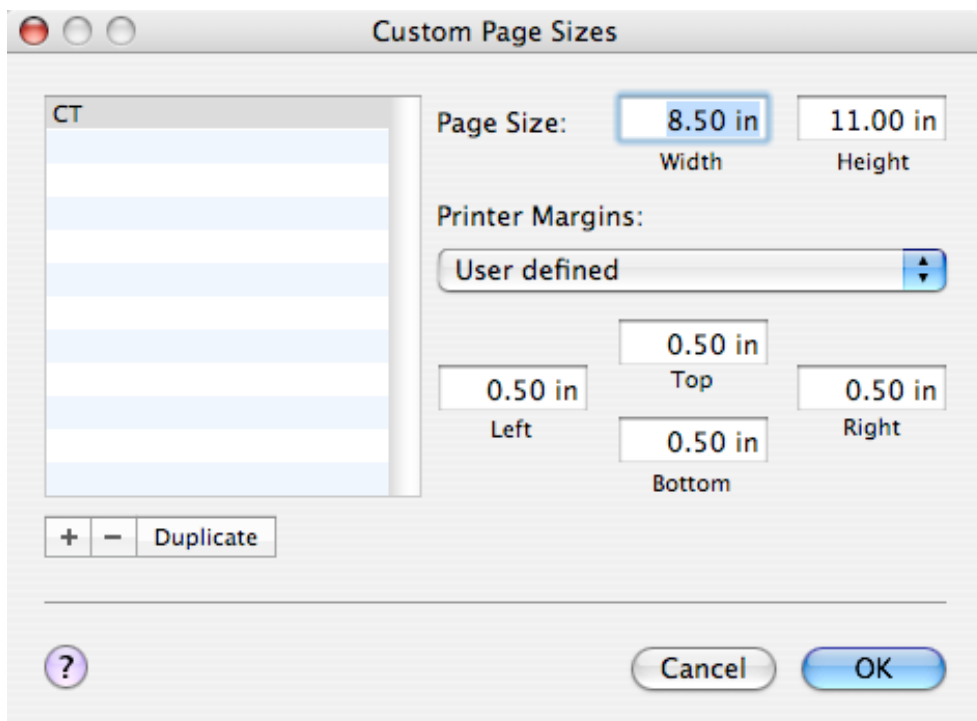 Custom Page Sizes
CT
Page Size:
8.50 in
11.00 in
Width
Height
Printer Margins:
User defined
0.50 in
Top
0.50 in
Left
0.50 in
Right
0.50 in
Bottom
+ − Duplicate
?
Cancel
OK